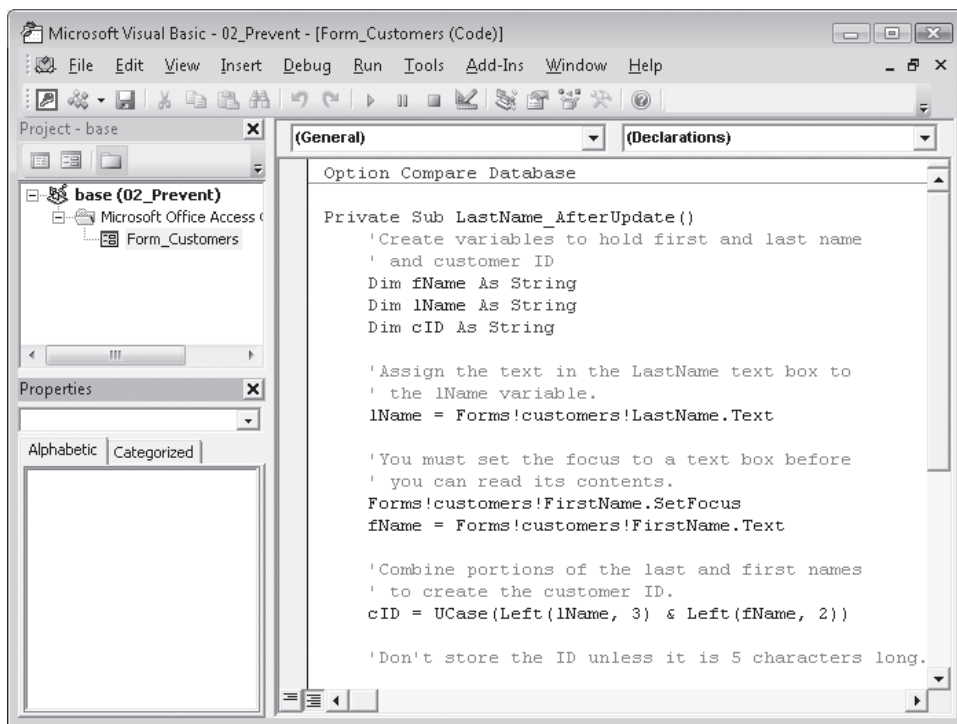 Microsoft Visual Basic - 02_Prevent - [Form_Customers (Code)]
File Edit View Insert Debug Run Tools Add-Ins Window Help
Project - base
(General) (Declarations)
base (02_Prevent)
Microsoft Office Access
Form_Customers
Properties
Alphabetic Categorized
Option Compare Database
Private Sub LastName_AfterUpdate()
'Create variables to hold first and last name
' and customer ID
Dim fName As String
Dim lName As String
Dim cID As String
'Assign the text in the LastName text box to
' the lName variable.
lName = Forms!customers!LastName.Text
'You must set the focus to a text box before
' you can read its contents.
Forms!customers!FirstName.SetFocus
fName = Forms!customers!FirstName.Text
'Combine portions of the last and first names
' to create the customer ID.
cID = UCase(Left(lName, 3) & Left(fName, 2))
'Don't store the ID unless it is 5 characters long.